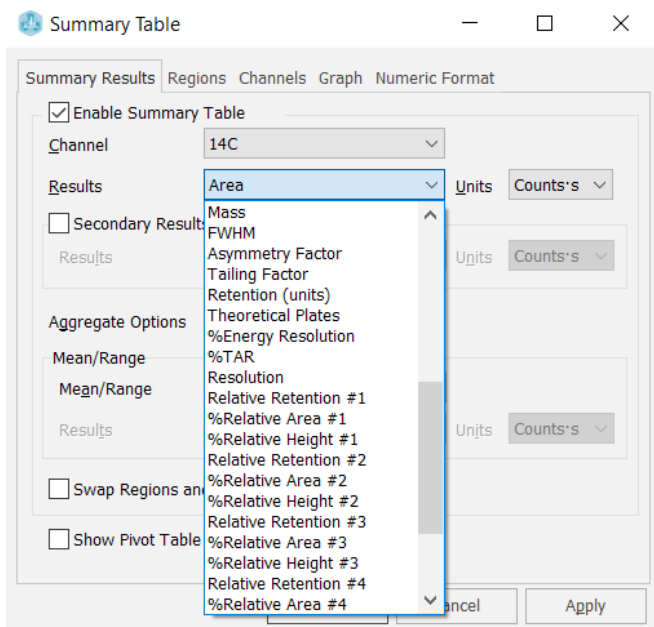 Summary Table
Summary Results Regions Channels Graph Numeric Format
Enable Summary Table
Channel 14C
Results Area Units Counts·s
Secondary Results
Results Units Counts·s
Aggregate Options
Mean/Range
Mean/Range
Results Units Counts·s
Swap Regions
Show Pivot Table
Mass
FWHM
Asymmetry Factor
Tailing Factor
Retention (units)
Theoretical Plates
%Energy Resolution
%TAR
Resolution
Relative Retention #1
%Relative Area #1
%Relative Height #1
Relative Retention #2
%Relative Area #2
%Relative Height #2
Relative Retention #3
%Relative Area #3
%Relative Height #3
Relative Retention #4
%Relative Area #4
Apply